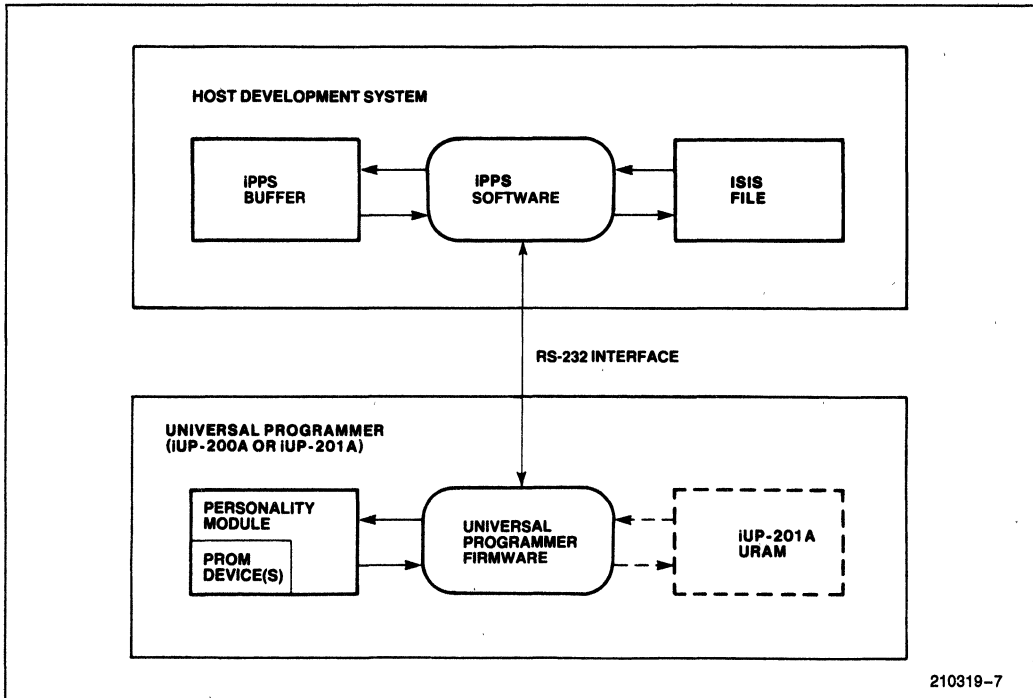 HOST DEVELOPMENT SYSTEM
iPPS
BUFFER
iPPS
SOFTWARE
ISIS
FILE
RS-232 INTERFACE
UNIVERSAL PROGRAMMER
(iUP-200A OR iUP-201A)
PERSONALITY
MODULE
PROM
DEVICE(S)
UNIVERSAL
PROGRAMMER
FIRMWARE
iUP-201A
URAM
210319-7